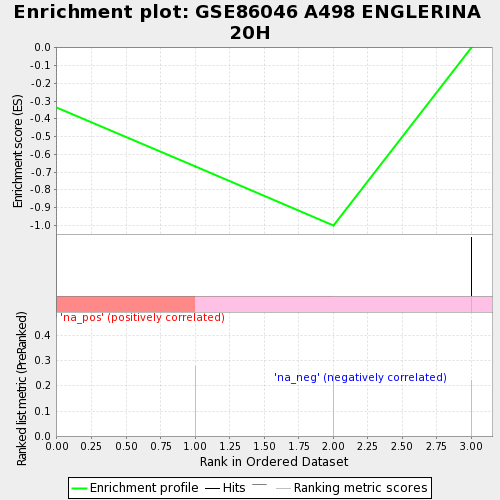 Enrichment plot: GSE86046 A498 ENGLERINA
20H
Enrichment score (ES)
0.0
-0.1
-0.2
-0.3
-0.4
-0.5
-0.6
-0.7
-0.8
-0.9
-1.0
'na_pos' (positively correlated)
'na_neg' (negatively correlated)
Ranked list metric (PreRanked)
0.4
0.3
0.2
0.1
0.0
0.00 0.25 0.50 0.75 1.00 1.25 1.50 1.75 2.00 2.25 2.50 2.75 3.00
Rank in Ordered Dataset
Enrichment profile Hits Ranking metric scores